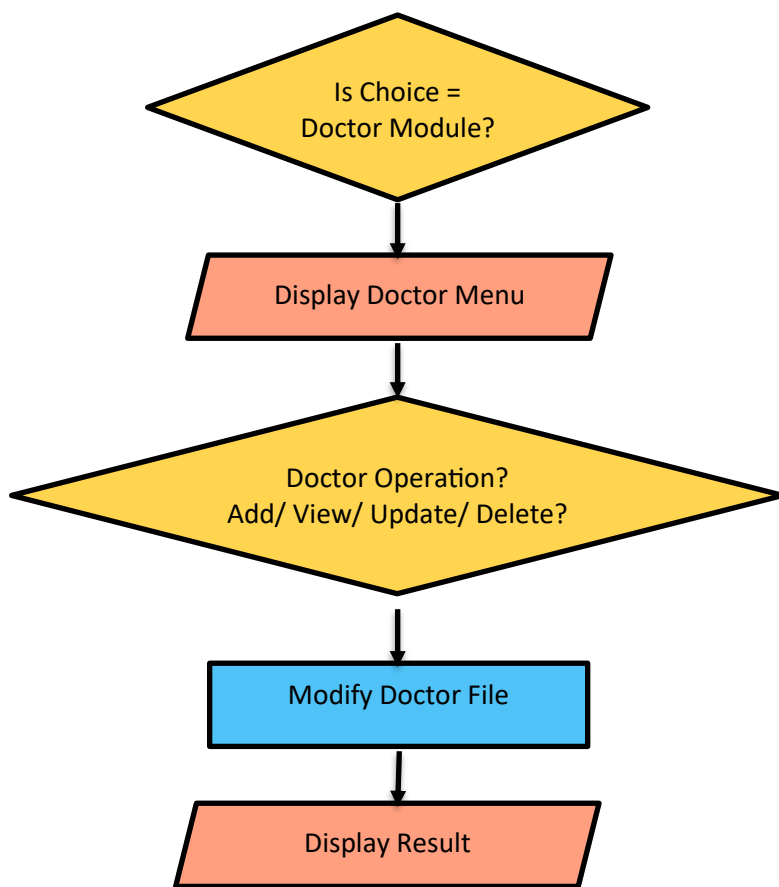 Is Choice =
Doctor Module?
Display Doctor Menu
Doctor Operation?
Add/ View/ Update/ Delete?
Modify Doctor File
Display Result